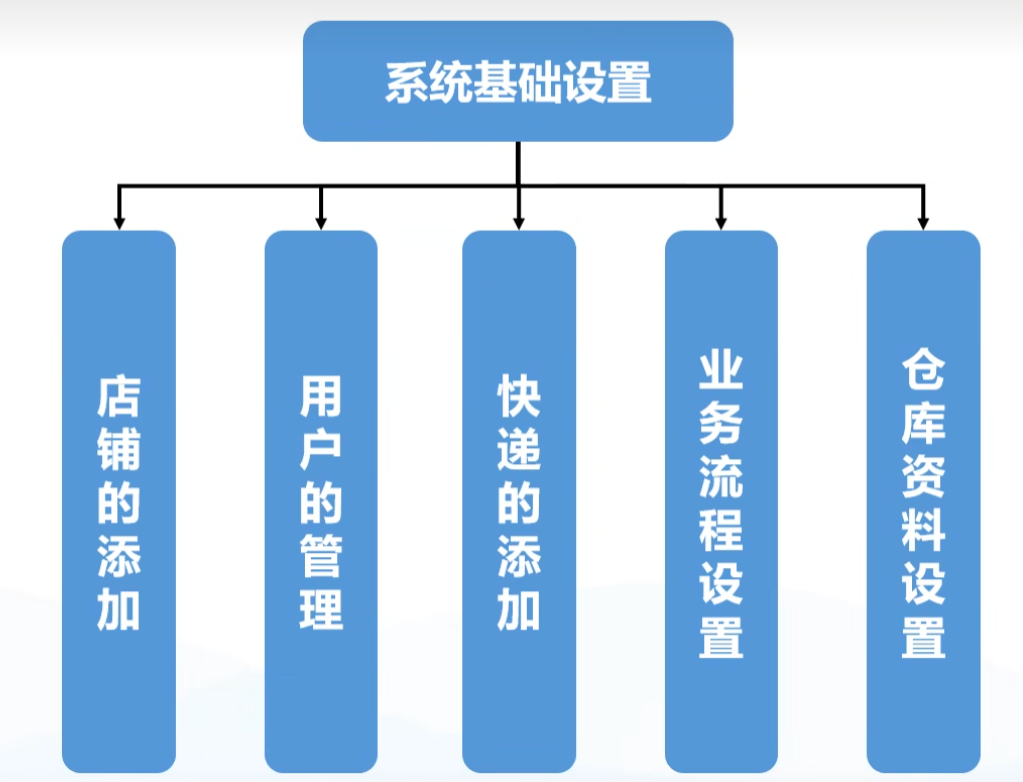 系统基础设置
店铺的添加
用户的管理
快递的添加
业务流程设置
仓库资料设置